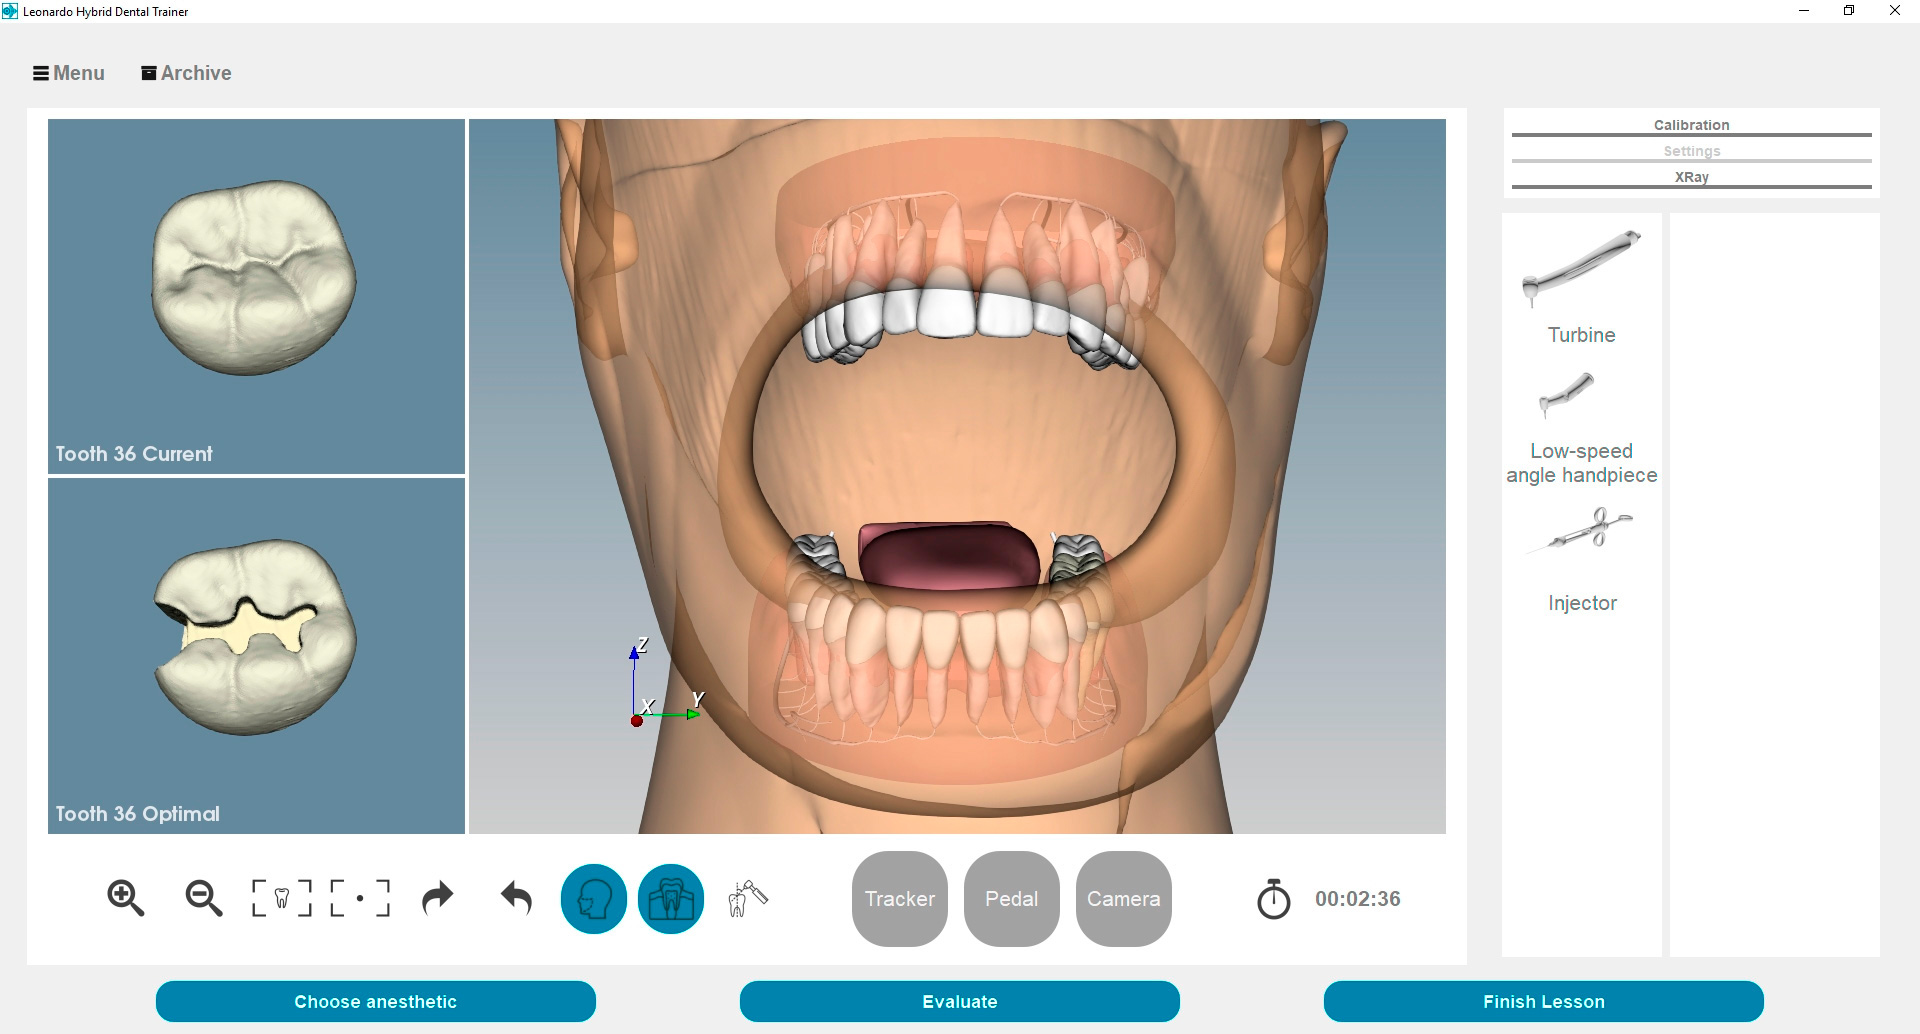 Leonardo Hybrid Dental Trainer
Menu
Archive
Calibration
Settings
XRay
Tooth 36 Current
Tooth 36 Optimal
Z
X
Y
Turbine
Low-speed
angle handpiece
Injector
Tracker
Pedal
Camera
00:02:36
Choose anesthetic
Evaluate
Finish Lesson